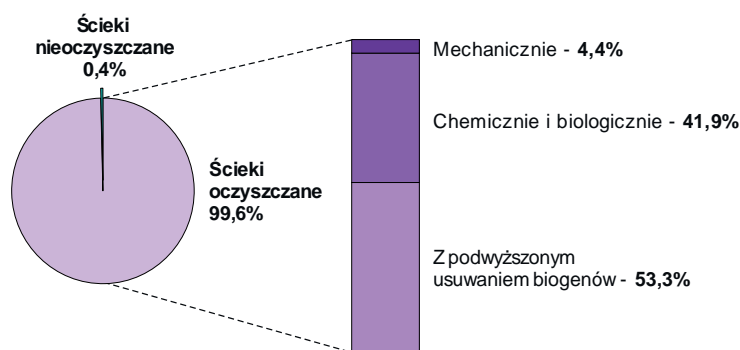 Ścieki
nieoczyszczane
0,4%
Ścieki
oczyszczane
99,6%
Mechanicznie - 4,4%
Chemicznie i biologicznie - 41,9%
Z podwyższonym
usuwaniem biogenów - 53,3%